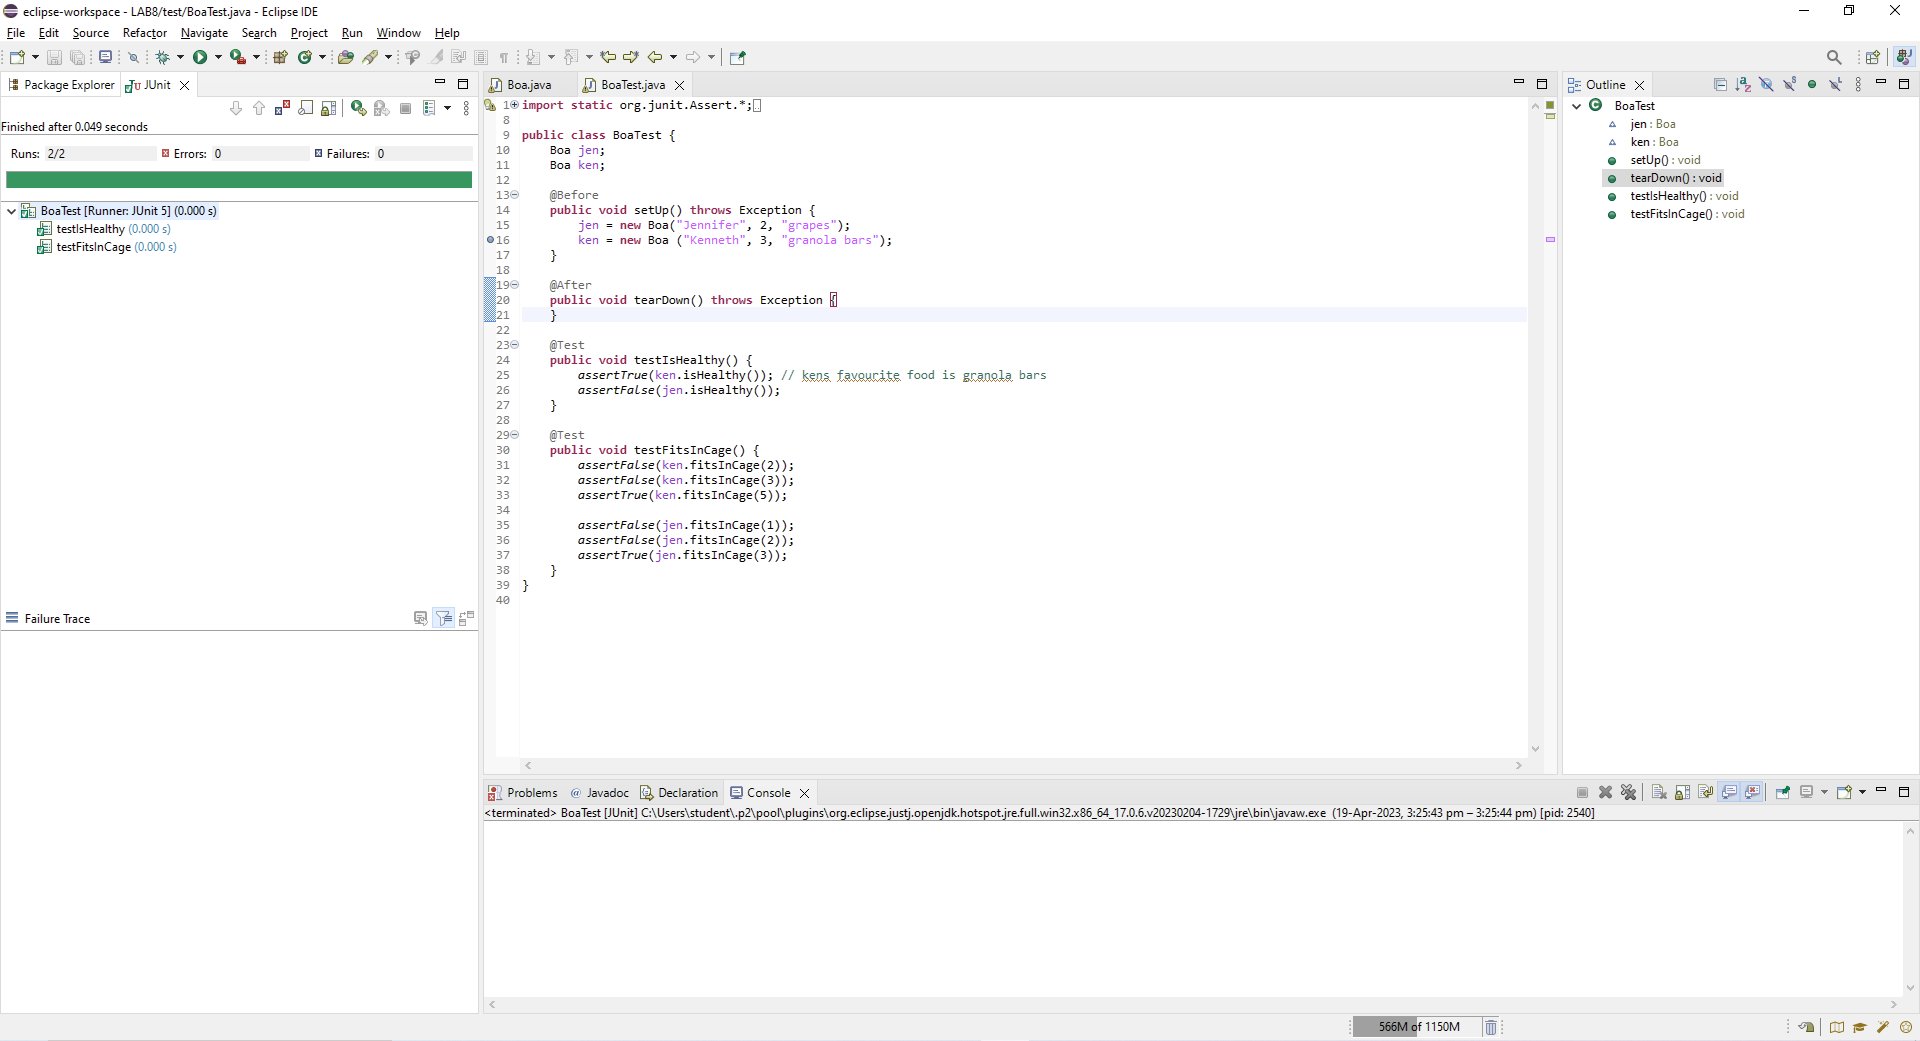 eclipse-workspace - LAB8/test/BoaTest.java - Eclipse IDE
File Edit Source Refactor Navigate Search Project Run Window Help
Package Explorer JUnit
Finished after 0.049 seconds
Runs: 2/2 Errors: 0 Failures: 0
BoaTest [Runner: JUnit 5] (0.000 s)
testIsHealthy (0.000 s)
testFitsInCage (0.000 s)
Failure Trace
Boa.java BoaTest.java
1 import static org.junit.Assert.*;
8
9 public class BoaTest {
10 Boa jen;
11 Boa ken;
12
13 @Before
14 public void setUp() throws Exception {
15 jen = new Boa("Jennifer", 2, "grapes");
16 ken = new Boa ("Kenneth", 3, "granola bars");
17 }
18
19 @After
20 public void tearDown() throws Exception {
21 }
22
23 @Test
24 public void testIsHealthy() {
25 assertTrue(ken.isHealthy()); // kens favourite food is granola bars
26 assertFalse(jen.isHealthy());
27 }
28
29 @Test
30 public void testFitsInCage() {
31 assertFalse(ken.fitsInCage(2));
32 assertFalse(ken.fitsInCage(3));
33 assertTrue(ken.fitsInCage(5));
34
35 assertFalse(jen.fitsInCage(1));
36 assertFalse(jen.fitsInCage(2));
37 assertTrue(jen.fitsInCage(3));
38 }
39 }
40
Outline
BoaTest
jen : Boa
ken : Boa
setUp() : void
tearDown() : void
testIsHealthy() : void
testFitsInCage() : void
Problems @ Javadoc Declaration Console
<terminated> BoaTest [JUnit] C:\Users\student\.p2\pool\plugins\org.eclipse.justj.openjdk.hotspot.jre.full.win32.x86_64_17.0.6.v20230204-1729\jre\bin\javaw.exe (19-Apr-2023, 3:25:43 pm – 3:25:44 pm) [pid: 2540]
566M of 1150M